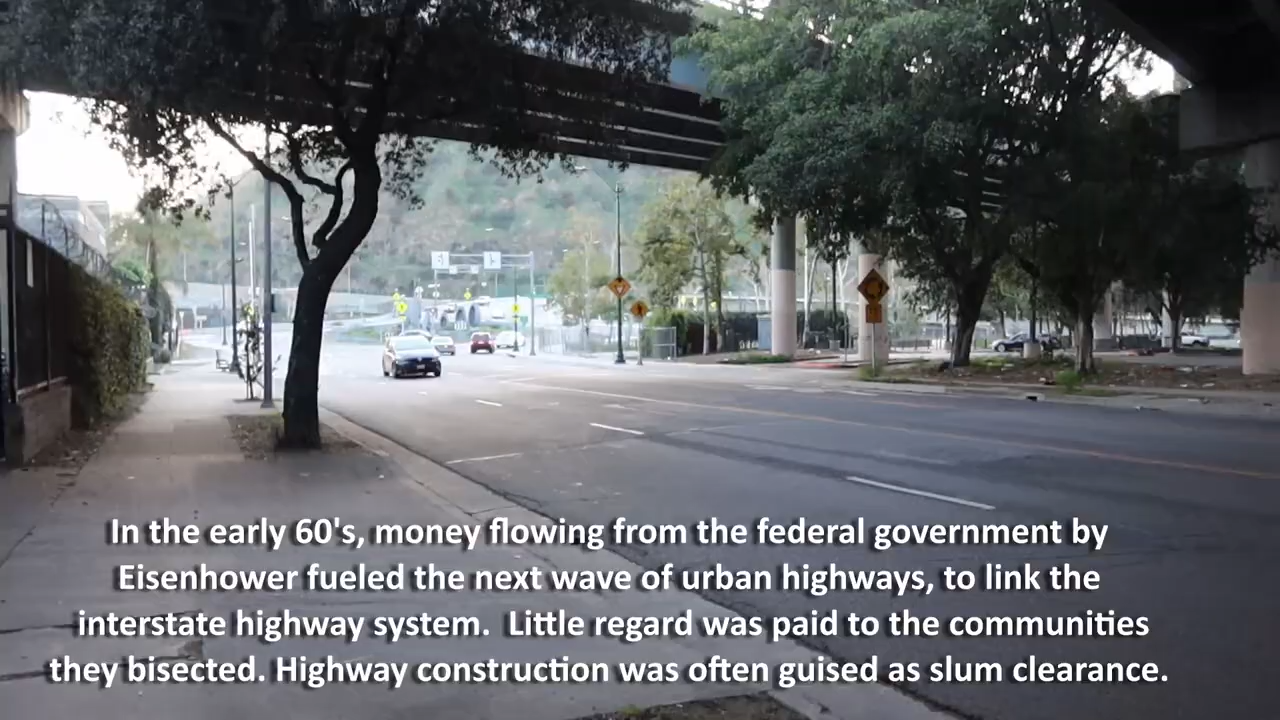 In the early 60's, money flowing from the federal government by
Eisenhower fueled the next wave of urban highways, to link the
interstate highway system.  Little regard was paid to the communities
they bisected. Highway construction was often guised as slum clearance.